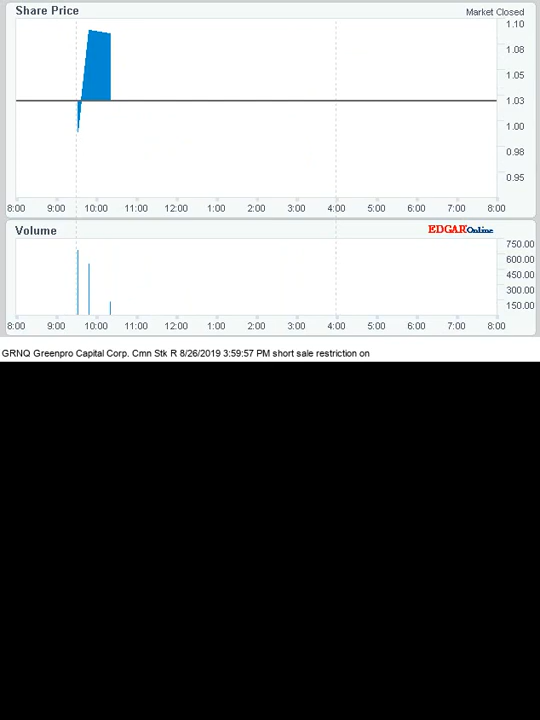 Share Price Market Closed
1.10
1.08
1.05
1.03
1.00
0.98
0.95
8:00 9:00 10:00 11:00 12:00 1:00 2:00 3:00 4:00 5:00 6:00 7:00 8:00
Volume EDGAR Online
750.00
600.00
450.00
300.00
150.00
8:00 9:00 10:00 11:00 12:00 1:00 2:00 3:00 4:00 5:00 6:00 7:00 8:00
GRNQ Greenpro Capital Corp. Cmn Stk R 8/26/2019 3:59:57 PM short sale restriction on